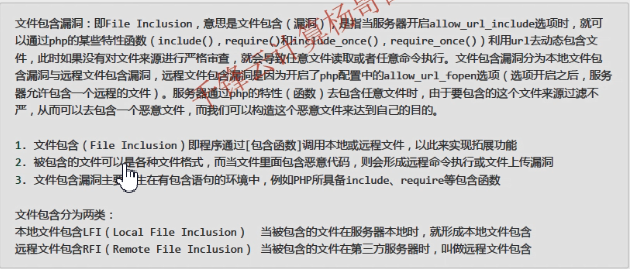 文件包含漏洞：即File Inclusion，意思是文件包含（漏洞），是指当服务器开启allow_url_include选项时，就可
以通过php的某些特性函数（include()，require()和include_once()，require_once()）利用url去动态包含文
件，此时如果没有对文件来源进行严格审查，就会导致任意文件读取或者任意命令执行。文件包含漏洞分为本地文件包
含漏洞与远程文件包含漏洞，远程文件包含漏洞是因为开启了php配置中的allow_url_fopen选项（选项开启之后，服务
器允许包含一个远程的文件）。服务器通过php的特性（函数）去包含任意文件时，由于要包含的这个文件来源过滤不
严，从而可以去包含一个恶意文件，而我们可以构造这个恶意文件来达到自己的目的。
1. 文件包含（File Inclusion）即程序通过[包含函数]调用本地或远程文件，以此来实现拓展功能
2. 被包含的文件可以是各种文件格式，而当文件里面包含恶意代码，则会形成远程命令执行或文件上传漏洞
3. 文件包含漏洞主要 生在有包含语句的环境中，例如PHP所具备include、require等包含函数
文件包含分为两类：
本地文件包含LFI（Local File Inclusion） 当被包含的文件在服务器本地时，就形成本地文件包含
远程文件包含RFI（Remote File Inclusion） 当被包含的文件在第三方服务器时，叫做远程文件包含
千锋云计算杨哥